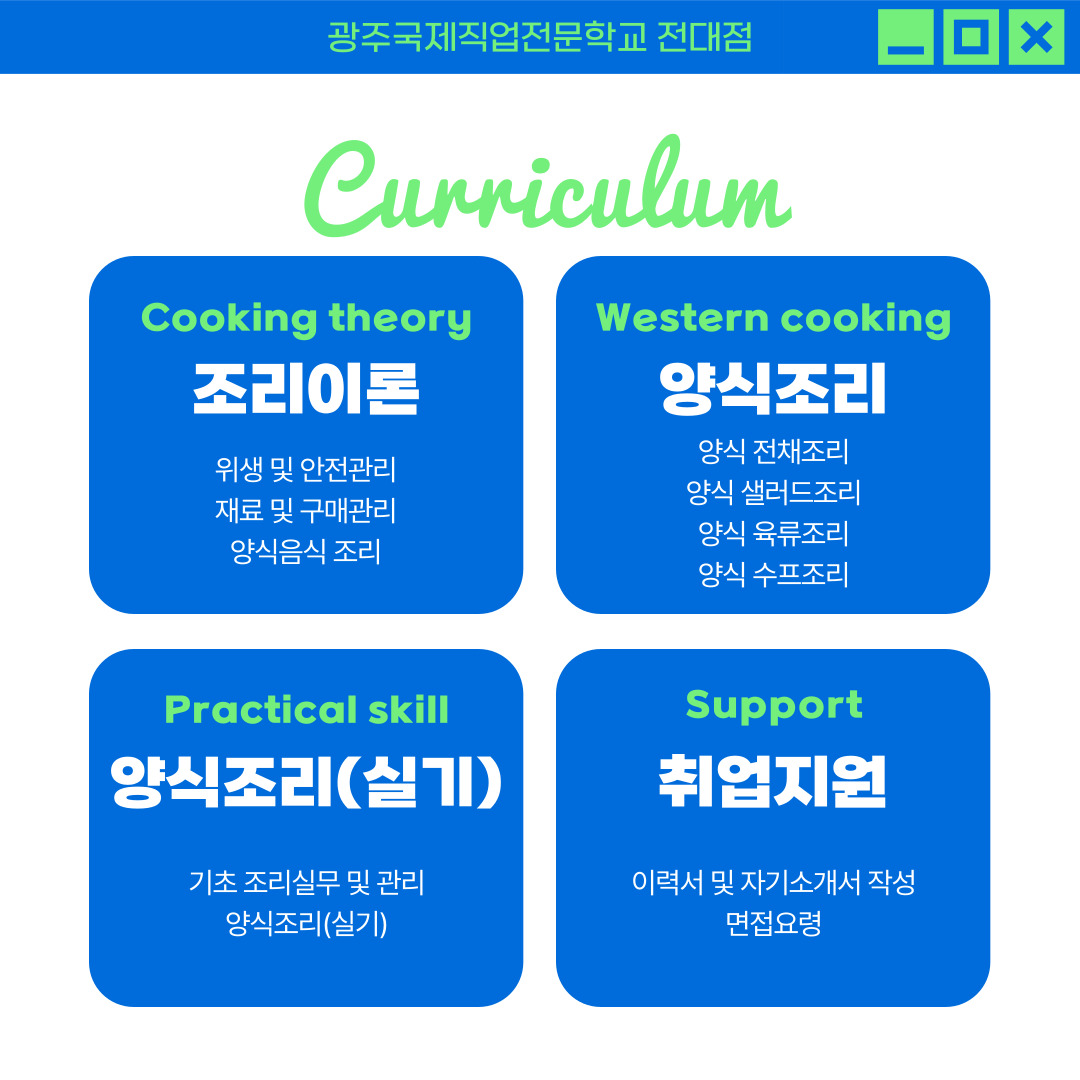 광주국제직업전문학교 전대점
Curriculum
Cooking theory
조리이론
위생 및 안전관리
재료 및 구매관리
양식음식 조리
Western cooking
양식조리
양식 전채조리
양식 샐러드조리
양식 육류조리
양식 수프조리
Practical skill
양식조리(실기)
기초 조리실무 및 관리
양식조리(실기)
Support
취업지원
이력서 및 자기소개서 작성
면접요령